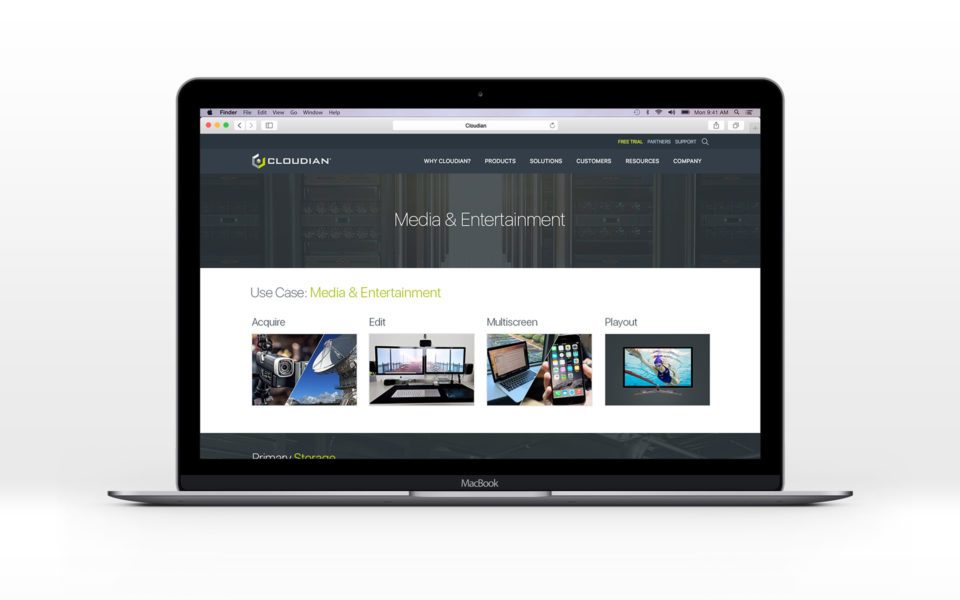 Finder File Edit View Go Window Help Mon 9:41 AM
Cloudian
FREE TRIAL PARTNERS SUPPORT
CLOUDIAN
WHY CLOUDIAN? PRODUCTS SOLUTIONS CUSTOMERS RESOURCES COMPANY
Media & Entertainment
Use Case: Media & Entertainment
Acquire Edit Multiscreen Playout
Primary Storage
MacBook